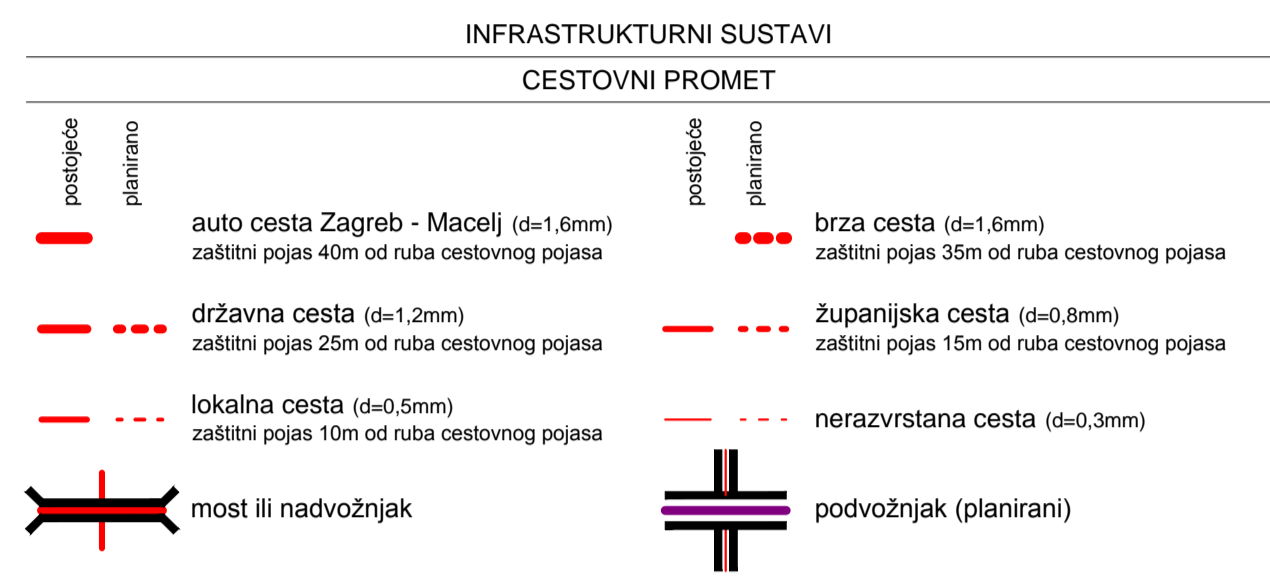 INFRASTRUKTURNI SUSTAVI
CESTOVNI PROMET
postojeće
planirano
postojeće
planirano
auto cesta Zagreb - Macelj (d=1,6mm)
zaštitni pojas 40m od ruba cestovnog pojasa
brza cesta (d=1,6mm)
zaštitni pojas 35m od ruba cestovnog pojasa
državna cesta (d=1,2mm)
zaštitni pojas 25m od ruba cestovnog pojasa
županijska cesta (d=0,8mm)
zaštitni pojas 15m od ruba cestovnog pojasa
lokalna cesta (d=0,5mm)
zaštitni pojas 10m od ruba cestovnog pojasa
nerazvrstana cesta (d=0,3mm)
most ili nadvožnjak
podvožnjak (planirani)